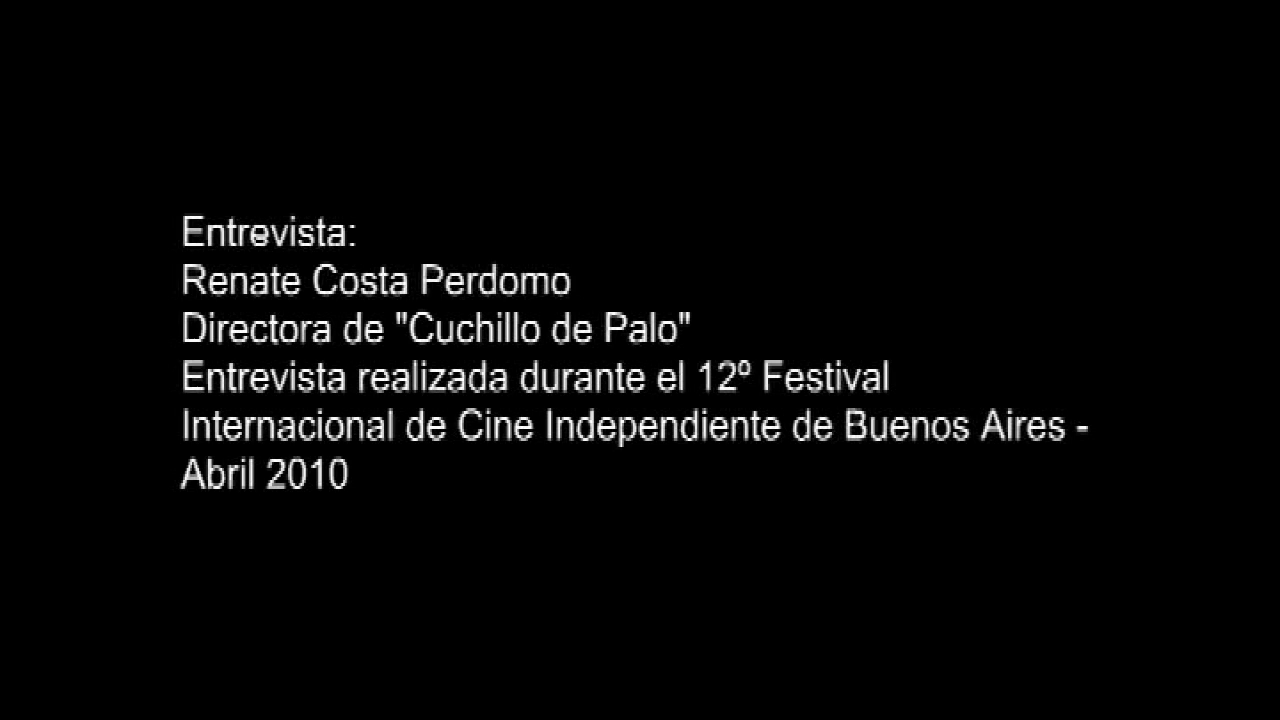 Entrevista:
Renate Costa Perdomo
Directora de "Cuchillo de Palo"
Entrevista realizada durante el 12º Festival
Internacional de Cine Independiente de Buenos Aires -
Abril 2010